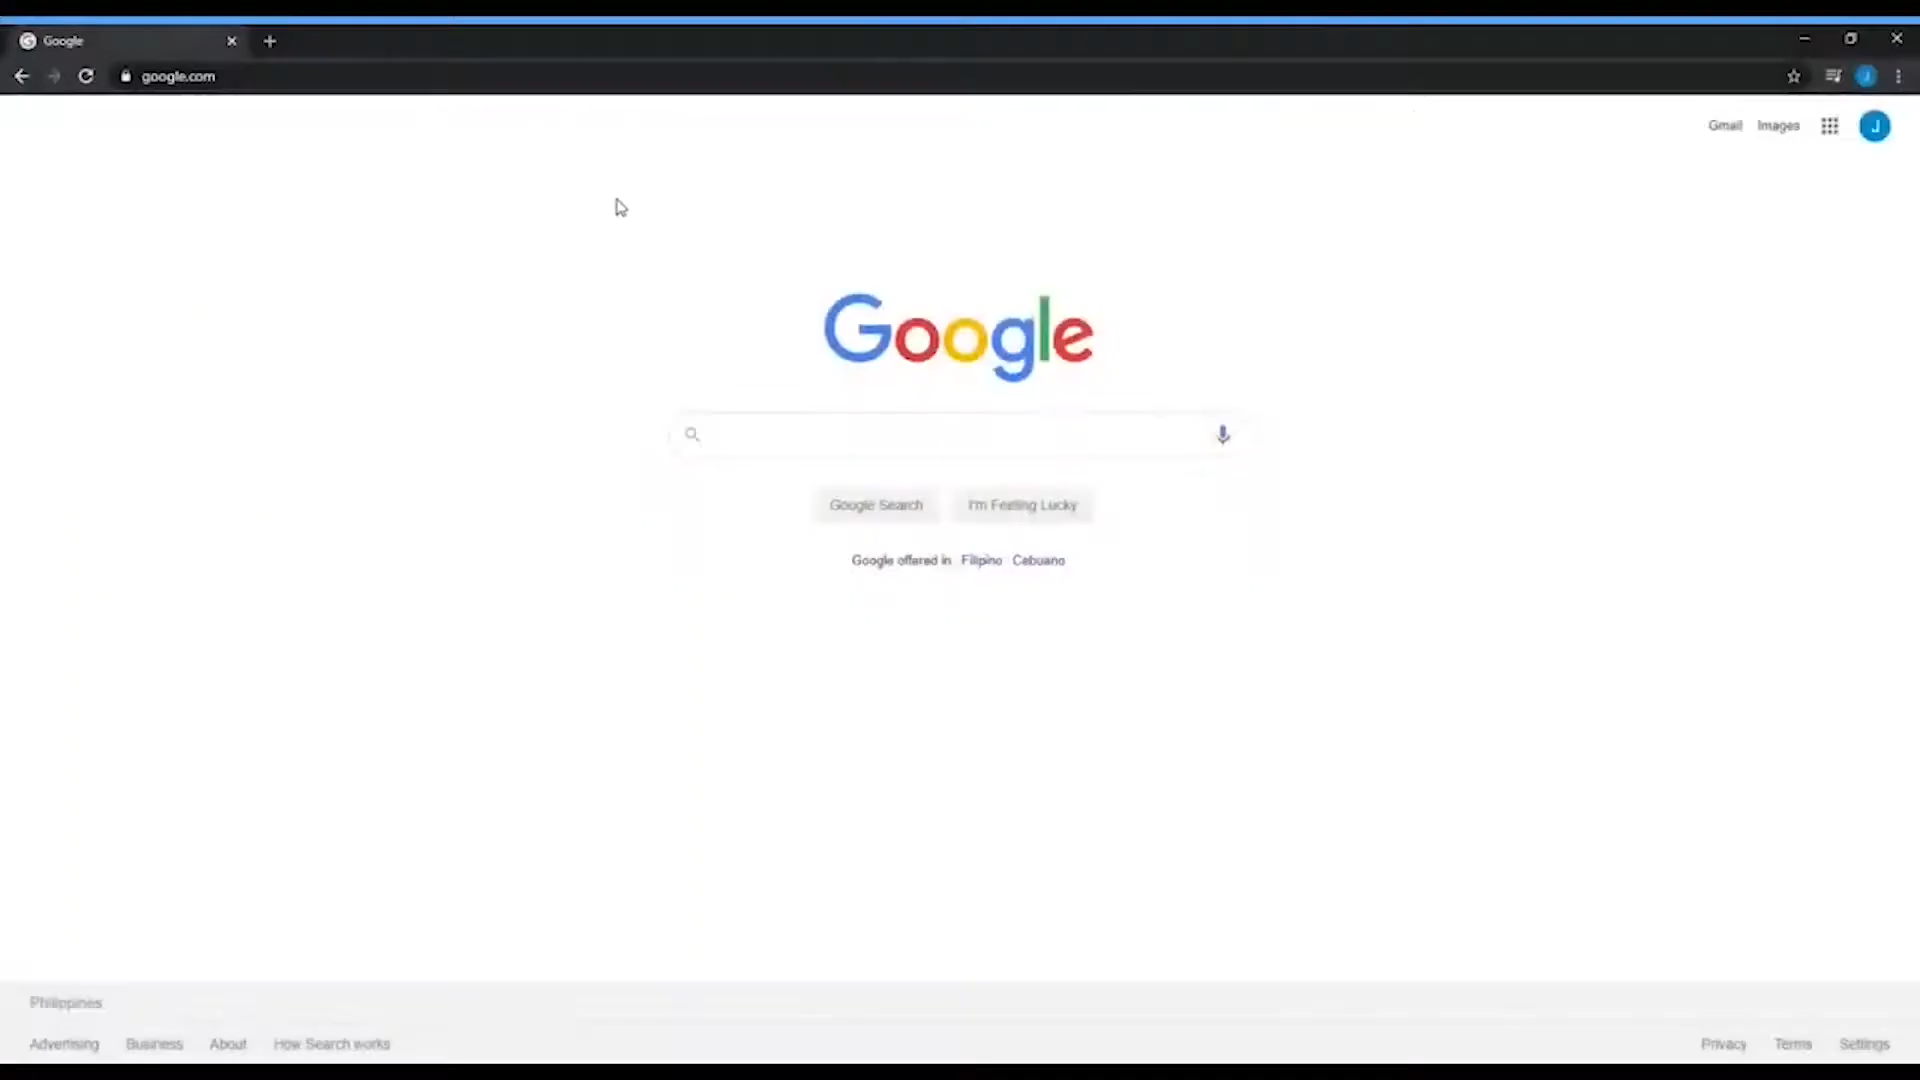 Google
google.com
Gmail Images
J
Google
Google Search I'm Feeling Lucky
Google offered in Filipino Cebuano
Philippines
Advertising Business About How Search works
Privacy Terms Settings